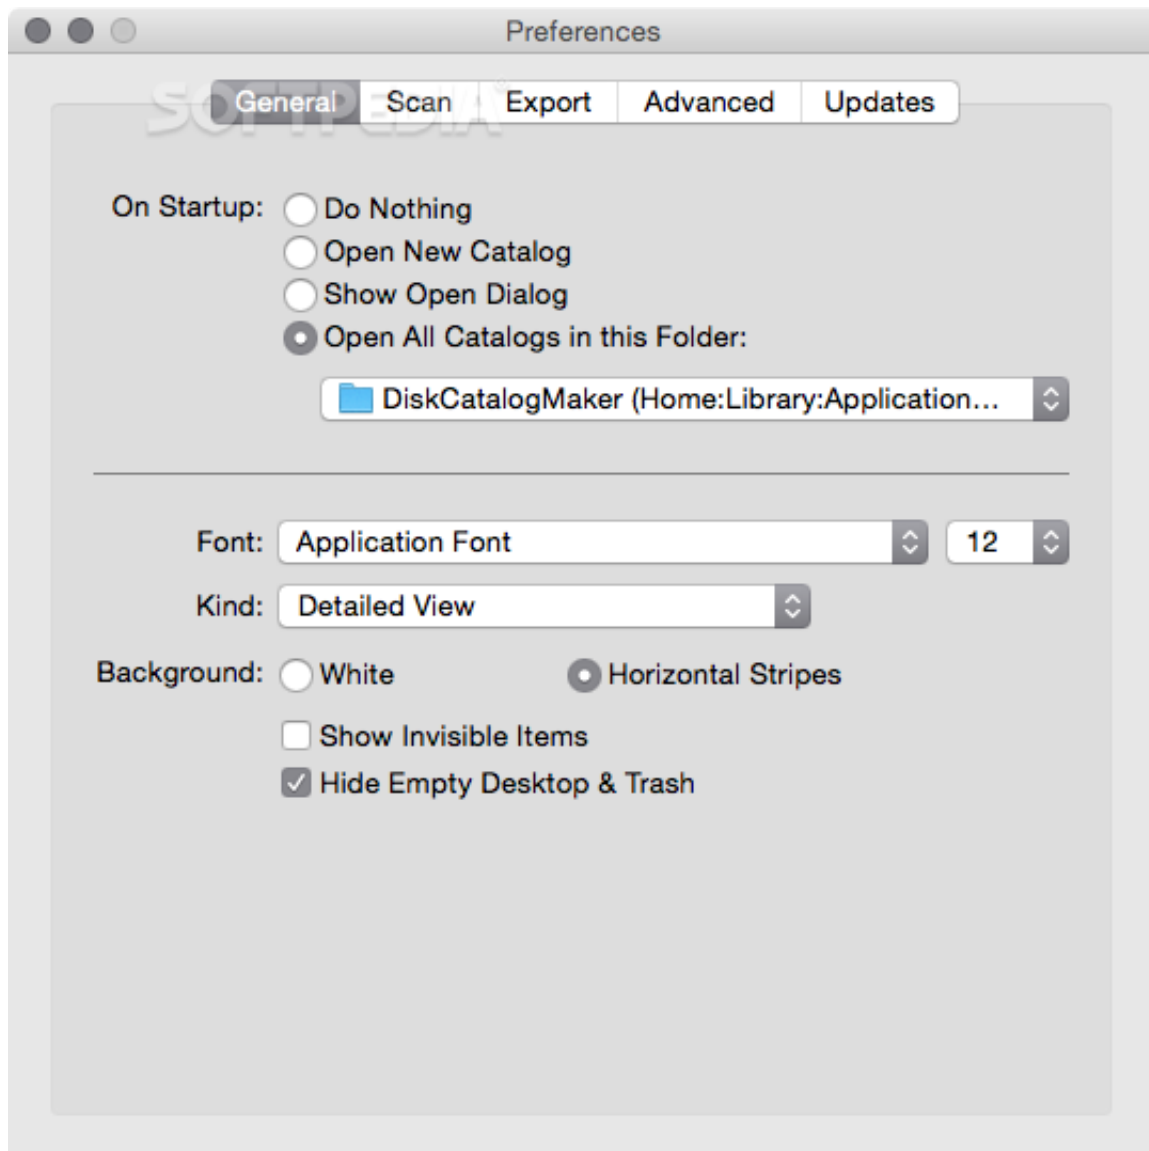 Preferences
SOFTPEDIA®
General Scan Export Advanced Updates
On Startup: Do Nothing
Open New Catalog
Show Open Dialog
Open All Catalogs in this Folder:
DiskCatalogMaker (Home:Library:Application...
Font: Application Font 12
Kind: Detailed View
Background: White Horizontal Stripes
Show Invisible Items
Hide Empty Desktop & Trash